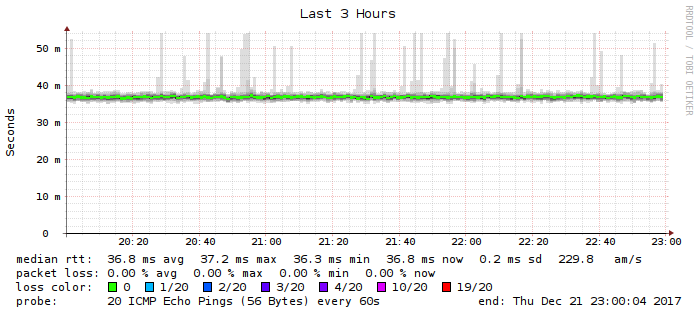 Last 3 Hours
RRDTOOL / TOBI OETIKER
Seconds
50 m
40 m
30 m
20 m
10 m
0
20:20 20:40 21:00 21:20 21:40 22:00 22:20 22:40 23:00
median rtt: 36.8 ms avg 37.2 ms max 36.3 ms min 36.8 ms now 0.2 ms sd 229.8 am/s
packet loss: 0.00 % avg 0.00 % max 0.00 % min 0.00 % now
loss color: 0 1/20 2/20 3/20 4/20 10/20 19/20
probe: 20 ICMP Echo Pings (56 Bytes) every 60s end: Thu Dec 21 23:00:04 2017